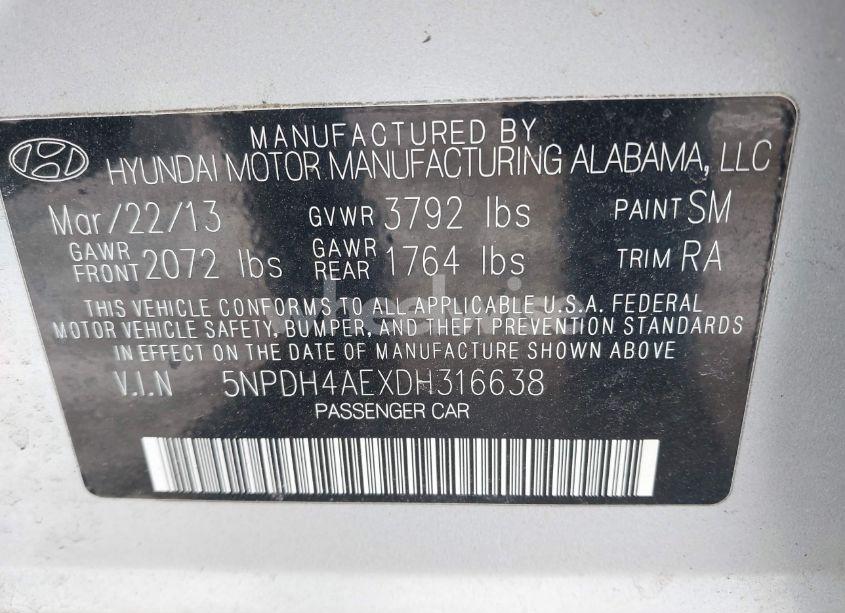 MANUFACTURED BY
HYUNDAI MOTOR MANUFACTURING ALABAMA, LLC
Mar/22/13 GVWR 3792 lbs PAINT SM
GAWR FRONT 2072 lbs GAWR REAR 1764 lbs TRIM RA
THIS VEHICLE CONFORMS TO ALL APPLICABLE U.S.A. FEDERAL
MOTOR VEHICLE SAFETY, BUMPER, AND THEFT PREVENTION STANDARDS
IN EFFECT ON THE DATE OF MANUFACTURE SHOWN ABOVE
V.I.N 5NPDH4AEXDH316638
PASSENGER CAR